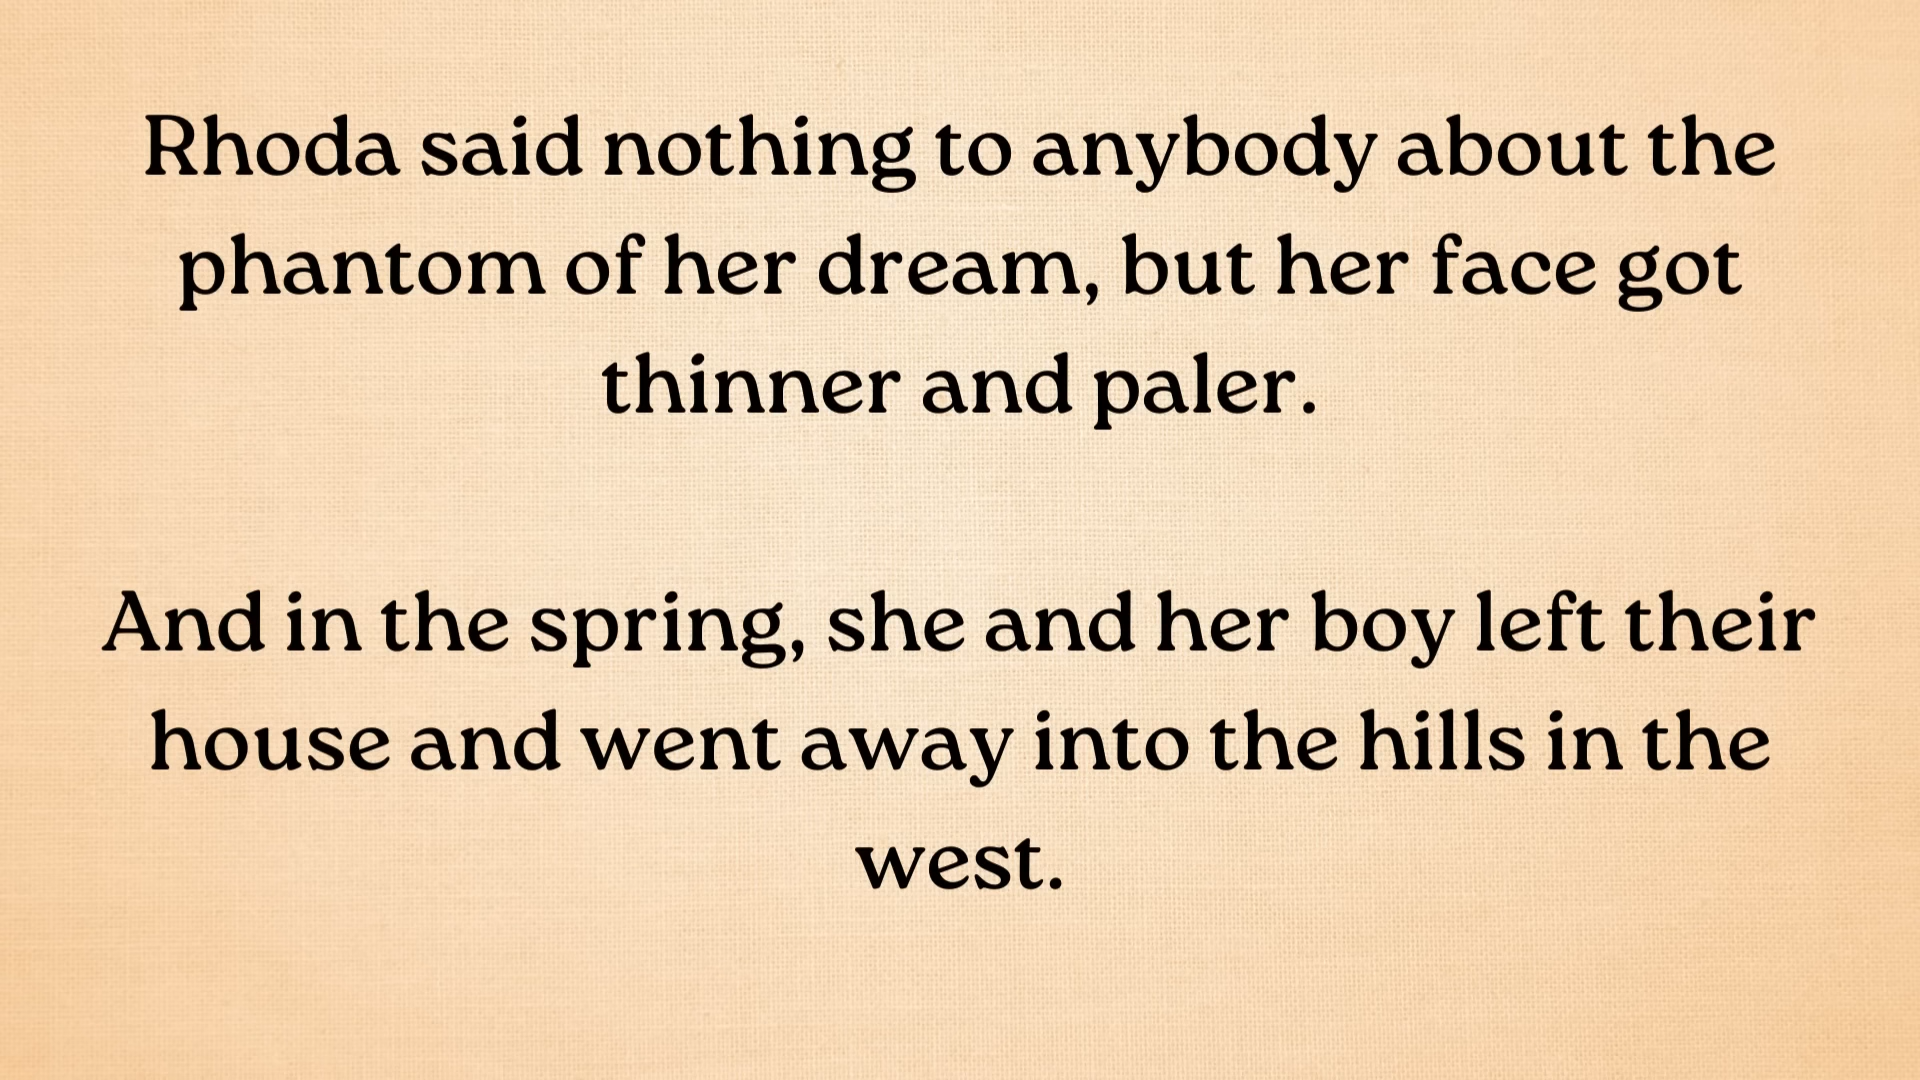 Rhoda said nothing to anybody about the
phantom of her dream, but her face got
thinner and paler.
And in the spring, she and her boy left their
house and went away into the hills in the
west.